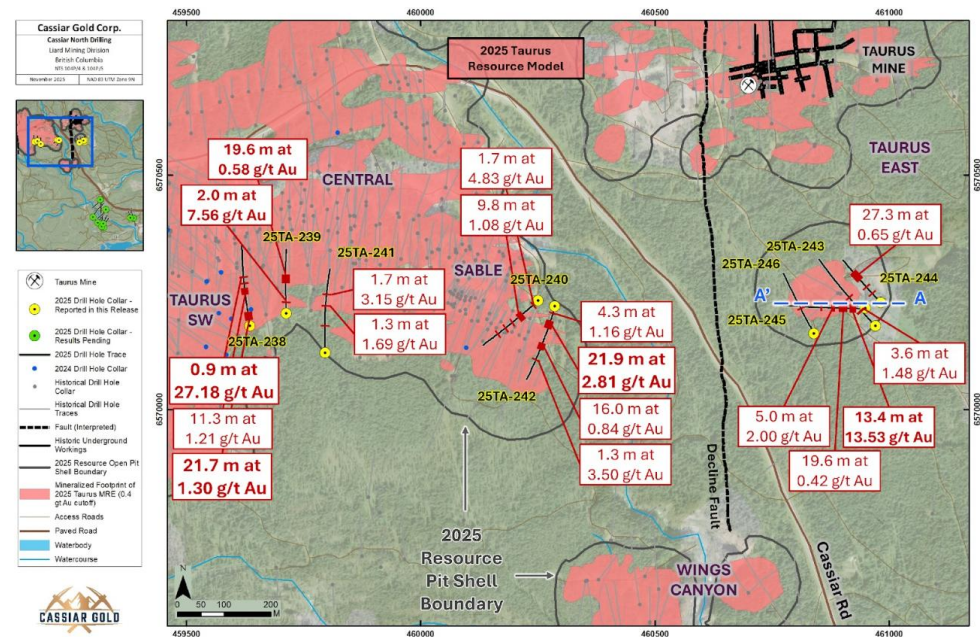 Cassiar Gold Corp.
Cassiar North Drilling
Liard Mining Division
British Columbia
November 2025
NAD83 UTM Zone 9N
459500
460000
460500
461000
6570500
6570000
2025 Taurus
Resource Model
TAURUS
MINE
TAURUS
EAST
CENTRAL
SABLE
TAURUS
SW
WINGS
CANYON
19.6 m at
0.58 g/t Au
2.0 m at
7.56 g/t Au
25TA-239
25TA-241
1.7 m at
4.83 g/t Au
9.8 m at
1.08 g/t Au
25TA-240
1.7 m at
3.15 g/t Au
1.3 m at
1.69 g/t Au
25TA-238
0.9 m at
27.18 g/t Au
11.3 m at
1.21 g/t Au
21.7 m at
1.30 g/t Au
25TA-242
4.3 m at
1.16 g/t Au
21.9 m at
2.81 g/t Au
16.0 m at
0.84 g/t Au
1.3 m at
3.50 g/t Au
27.3 m at
0.65 g/t Au
25TA-243
25TA-246
25TA-244
25TA-245
A'
A
3.6 m at
1.48 g/t Au
5.0 m at
2.00 g/t Au
13.4 m at
13.53 g/t Au
19.6 m at
0.42 g/t Au
Decline Fault
Cassiar Rd
2025
Resource
Pit Shell
Boundary
Taurus Mine
2025 Drill Hole Collar -
Reported in this Release
2025 Drill Hole Collar -
Results Pending
2025 Drill Hole Trace
2024 Drill Hole Collar
Historical Drill Hole
Collar
Historical Drill Hole
Traces
Fault (Interpreted)
Historic Underground
Workings
2025 Resource Open Pit
Shell Boundary
Mineralized Footprint of
2025 Taurus MRE (0.4
gt Au cutoff)
Access Roads
Paved Road
Waterbody
Watercourse
N
0 50 100 200
M
CASSIAR GOLD
459500
460000
460500
461000
6570500
6570000